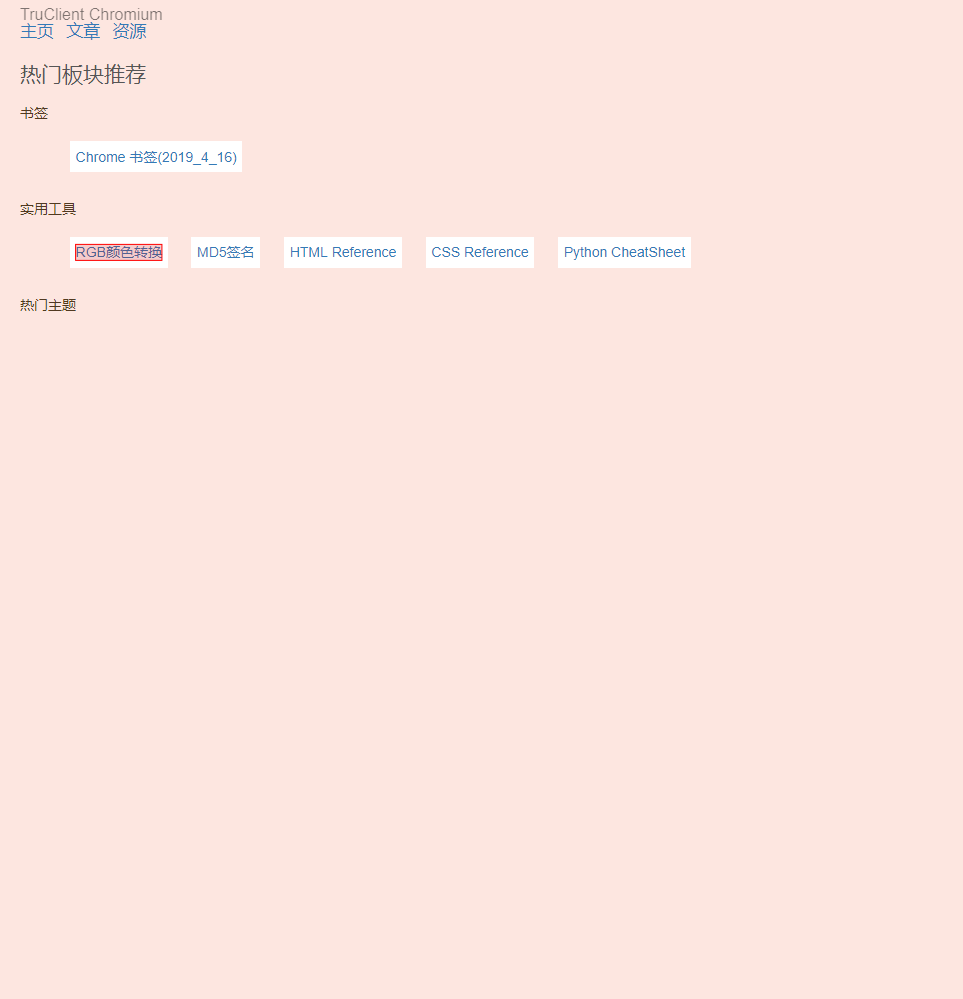 TruClient Chromium
主页 文章 资源
热门板块推荐
书签
Chrome 书签(2019_4_16)
实用工具
RGB颜色转换 MD5签名 HTML Reference CSS Reference Python CheatSheet
热门主题